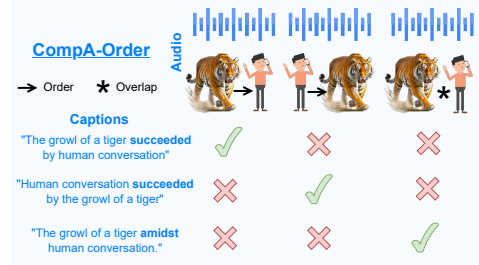 CompA-Order
Audio
→ Order * Overlap
Captions
"The growl of a tiger succeeded
by human conversation"
"Human conversation succeeded
by the growl of a tiger"
"The growl of a tiger amidst
human conversation."